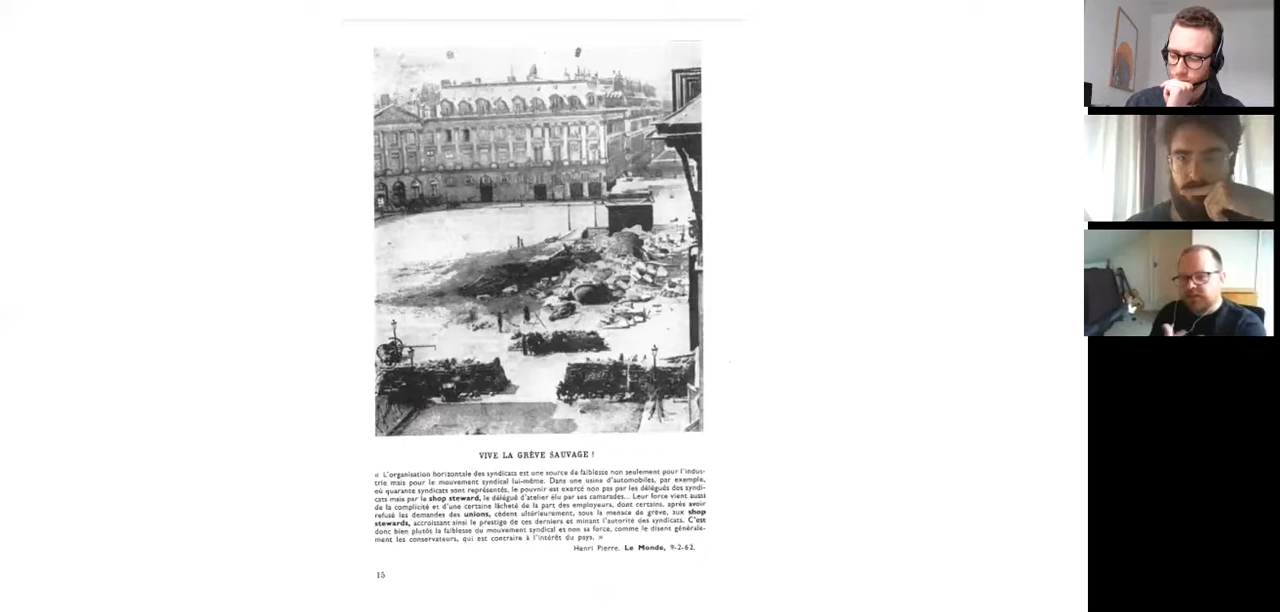 VIVE LA GRÈVE SAUVAGE !
« L'organisation horizontale des syndicats est une source de faiblesse non seulement pour l'indus-
trie mais pour le mouvement syndical lui-même. Dans une usine d'automobiles, par exemple,
où quarante syndicats sont représentés, le pouvoir est exercé non pas par les délégués des syndi-
cats mais par le shop steward, le délégué d'atelier élu par ses camarades... Leur force vient aussi
de la complicité et d'une certaine lâcheté de la part des employeurs, dont certains, après avoir
refusé les demandes des unions, cèdent ultérieurement, sous la menace de grève, aux shop
stewards, accroissant ainsi le prestige de ces derniers et minant l'autorité des syndicats. C'est
donc bien plutôt la faiblesse du mouvement syndical et non sa force, comme le disent générale-
ment les conservateurs, qui est contraire à l'intérêt du pays. »
Henri Pierre. Le Monde, 9-2-62.
15